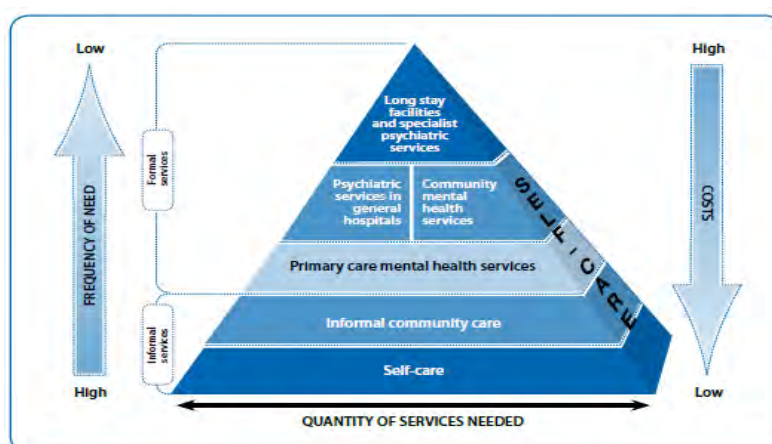 Low
High
Long stay
facilities
and specialist
psychiatric
services
Formal
services
FREQUENCY OF NEED
Psychiatric
services in
general
hospitals
Community
mental
health
services
SELF-CARE
COSTS
Primary care mental health services
Informal community care
Informal
services
Self-care
High
Low
QUANTITY OF SERVICES NEEDED